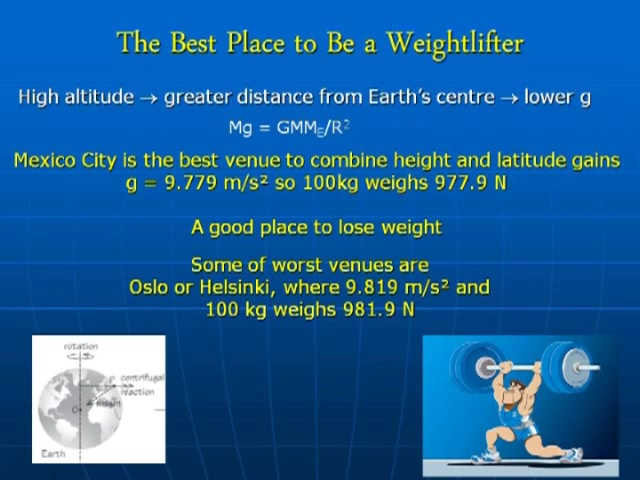 The Best Place to Be a Weightlifter
High altitude → greater distance from Earth's centre → lower g
Mg = GMM_E/R²
Mexico City is the best venue to combine height and latitude gains
g = 9.779 m/s² so 100kg weighs 977.9 N
A good place to lose weight
Some of worst venues are
Oslo or Helsinki, where 9.819 m/s² and
100 kg weighs 981.9 N
rotation
centrifugal
reaction
Earth